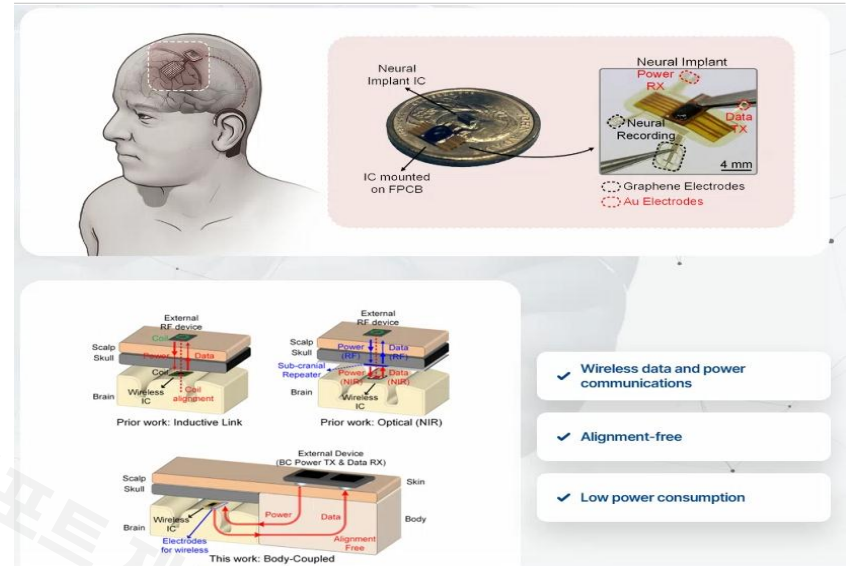 Neural
Implant IC
IC mounted
on FPCB
Neural Implant
Power
RX
Data
TX
Neural
Recording
4 mm
Graphene Electrodes
Au Electrodes
External
RF device
Coil
Scalp
Skull
Power
Data
Coil
Brain
Wireless
IC
Coil
alignment
Prior work: Inductive Link
External
RF device
Scalp
Skull
Power
(RF)
Data
(RF)
Sub-cranial
Repeater
Power
(NIR)
Data
(NIR)
Brain
Wireless
IC
Prior work: Optical (NIR)
External Device
(BC Power TX & Data RX)
Scalp
Skull
Skin
Wireless
IC
Power
Data
Body
Brain
Electrodes
for wireless
Alignment
Free
This work: Body-Coupled
Wireless data and power
communications
Alignment-free
Low power consumption